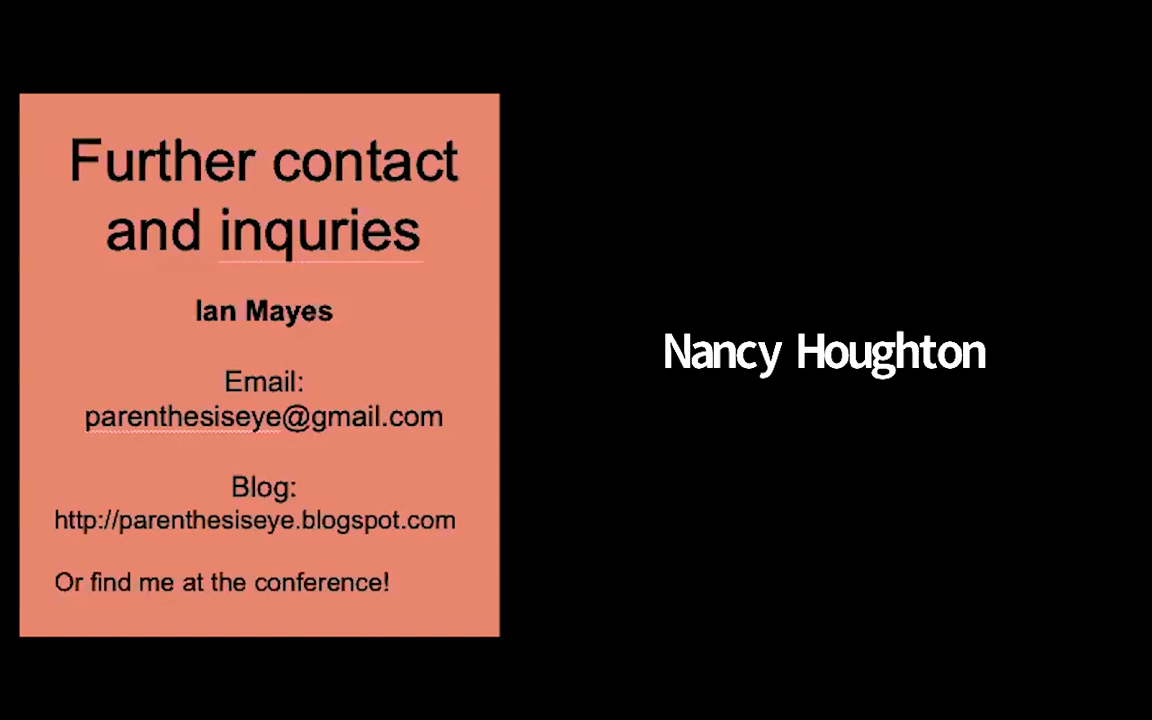 Further contact
and inquries
Ian Mayes
Email:
parenthesiseye@gmail.com
Blog:
http://parenthesiseye.blogspot.com
Or find me at the conference!
Nancy Houghton